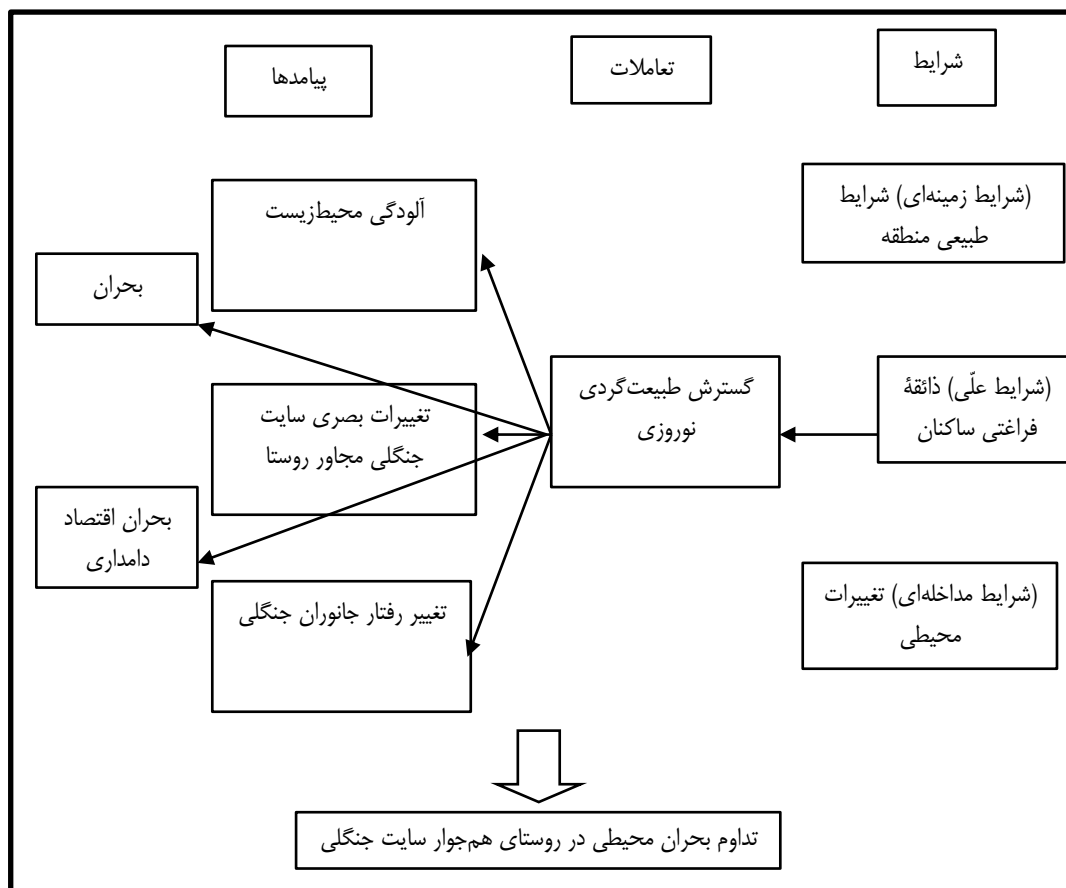 شرایط
تعاملات
پیامدها
(شرایط زمینه‌ای) شرایط
طبیعی منطقه
آلودگی محیط‌زیست
بحران
(شرایط علّی) ذائقۀ
فراغتی ساکنان
گسترش طبیعت‌گردی
نوروزی
تغییرات بصری سایت
جنگلی مجاور روستا
بحران اقتصاد
دامداری
(شرایط مداخله‌ای) تغییرات
محیطی
تغییر رفتار جانوران جنگلی
تداوم بحران محیطی در روستای هم‌جوار سایت جنگلی